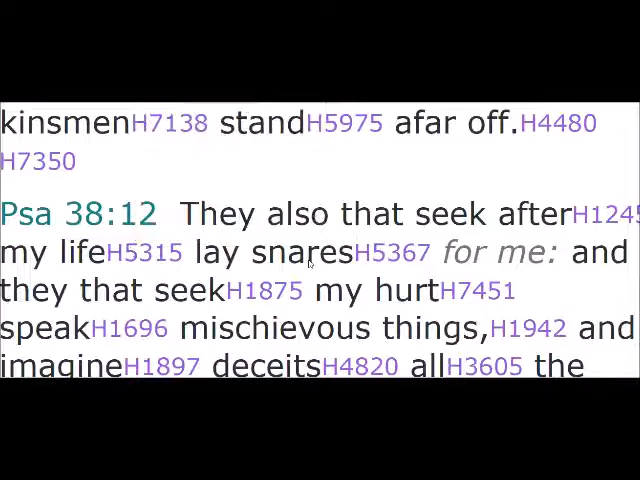 kinsmenH7138 standH5975 afar off.H4480
H7350
Psa 38:12 They also that seek afterH1245
my lifeH5315 lay snaresH5367 for me: and
they that seekH1875 my hurtH7451
speakH1696 mischievous things,H1942 and
imagineH1897 deceitsH4820 allH3605 the